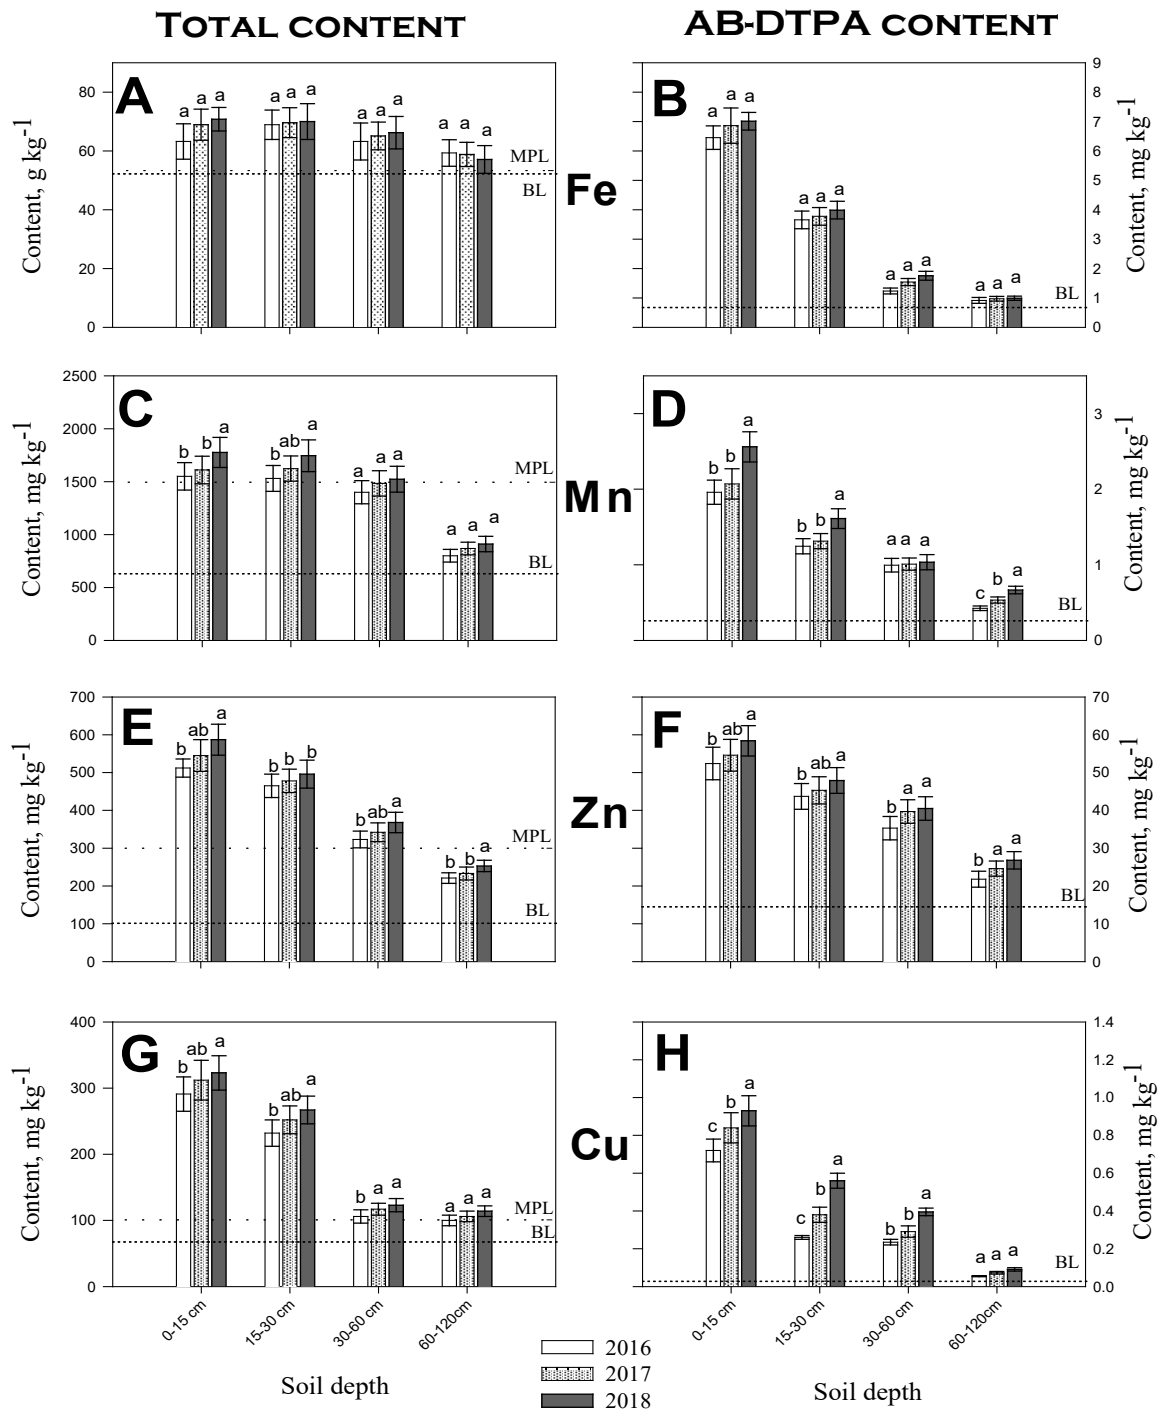 TOTAL CONTENT
AB-DTPA CONTENT
A
Content, g kg-1
80
60
40
20
0
a a a
a a a
a a a
a a a
MPL
BL
Fe
B
a a a
a a a
a a a
a a a
BL
9
8
7
6
5
4
3
2
1
0
Content, mg kg-1
C
Content, mg kg-1
2500
2000
1500
1000
500
0
b b a
b ab a
a a a
a a a
MPL
BL
Mn
D
b b a
b b a
a a a
c b a
BL
3
2
1
0
Content, mg kg-1
E
Content, mg kg-1
700
600
500
400
300
200
100
0
b ab a
b b b
b ab a
b b a
MPL
BL
Zn
F
b ab a
b ab a
b a a
b a a
BL
70
60
50
40
30
20
10
0
Content, mg kg-1
G
Content, mg kg-1
400
300
200
100
0
b ab a
b ab a
b a a
a a a
MPL
BL
Cu
H
c b a
c b a
b b a
a a a
BL
1.4
1.2
1.0
0.8
0.6
0.4
0.2
0.0
Content, mg kg-1
0-15 cm
15-30 cm
30-60 cm
60-120cm
0-15 cm
15-30 cm
30-60 cm
60-120cm
Soil depth
2016
2017
2018
Soil depth